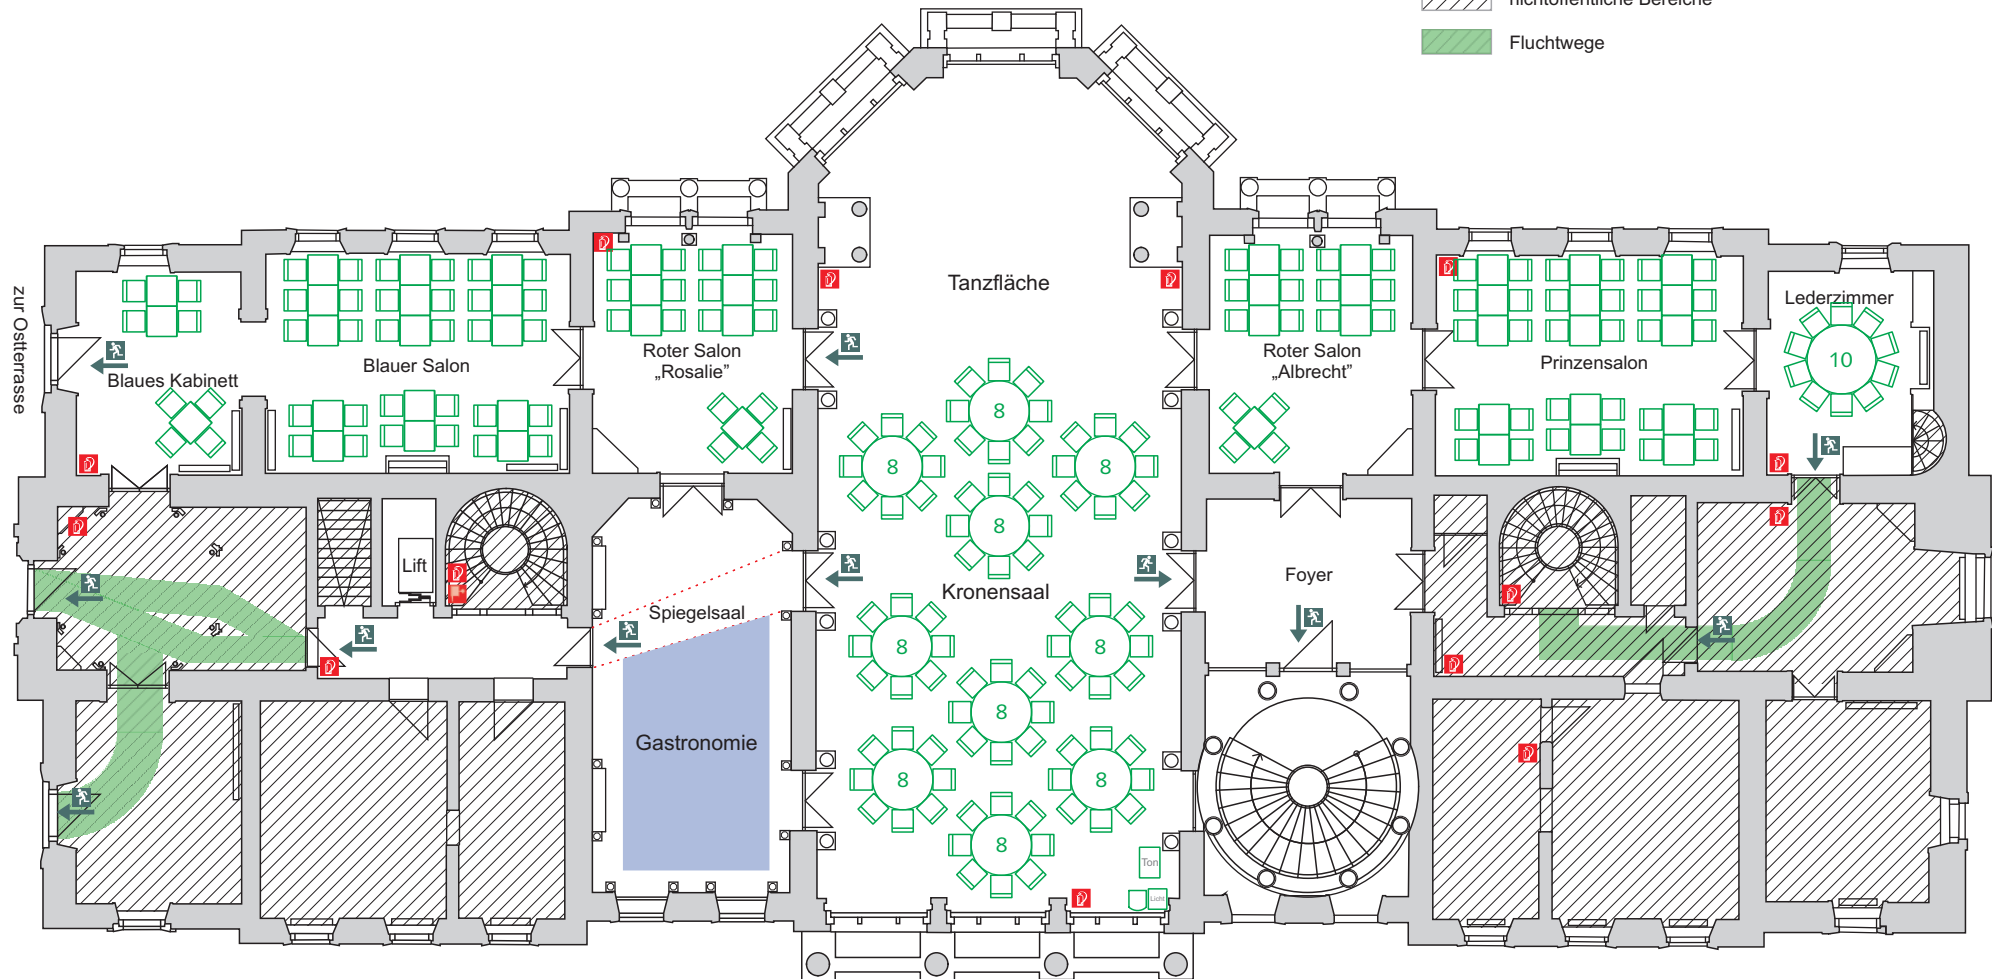 nichtöffentliche Bereiche
Fluchtwege
zur Ostterrasse
Tanzfläche
Lederzimmer
Roter Salon
„Rosalie”
Roter Salon
„Albrecht”
Blauer Salon
Prinzensalon
10
Blaues Kabinett
8
8
8
8
Lift
Foyer
Kronensaal
Spiegelsaal
8
8
8
Gastronomie
8
8
8
Ton
Licht